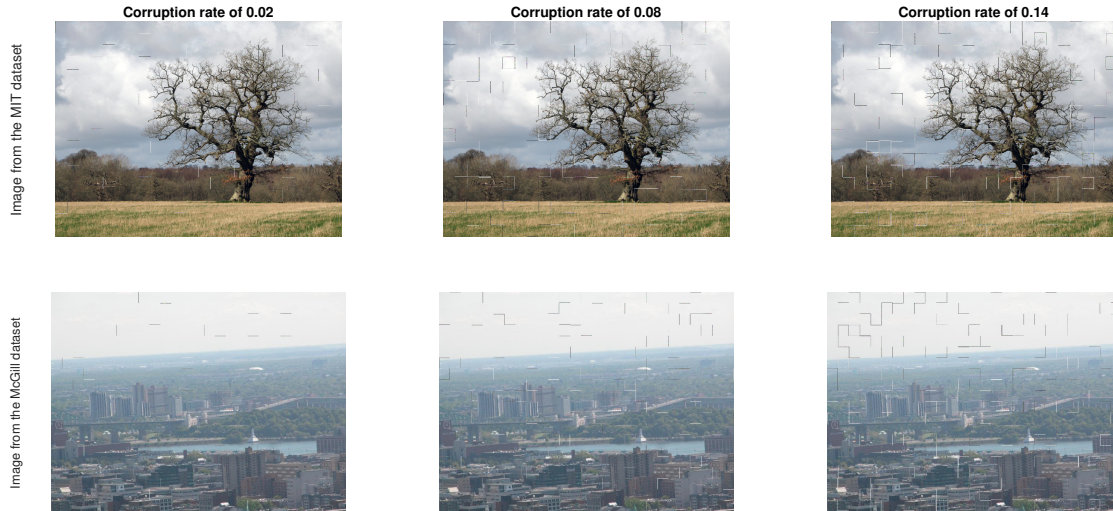 Corruption rate of 0.02
Corruption rate of 0.08
Corruption rate of 0.14
Image from the MIT dataset
Image from the McGill dataset